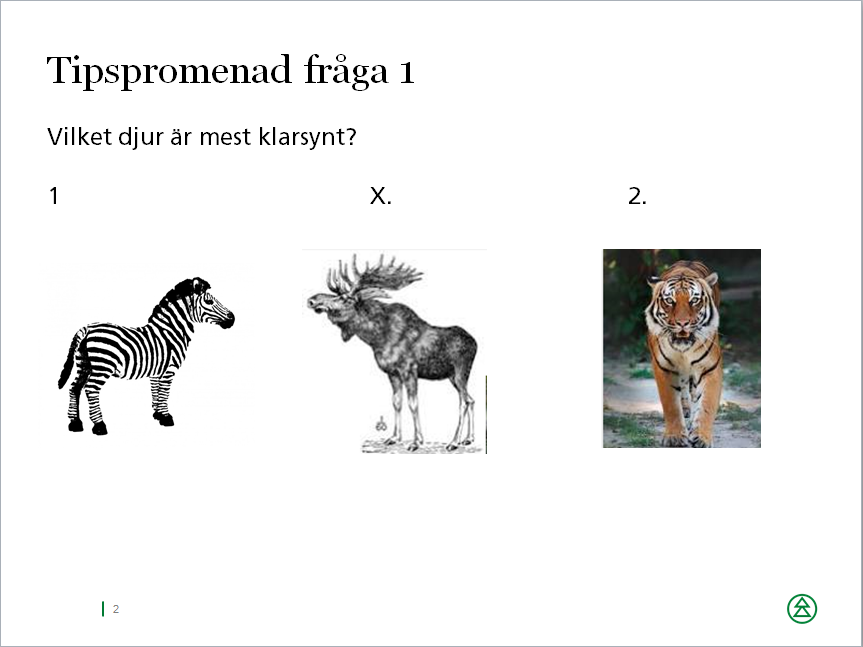 Tipspromenad fråga 1
Vilket djur är mest klarsynt?
1 X. 2.
2